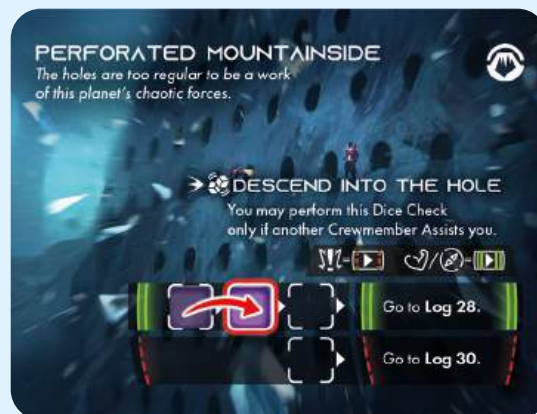 PERFORATED MOUNTAINSIDE
The holes are too regular to be a work
of this planet's chaotic forces.
DESCEND INTO THE HOLE
You may perform this Dice Check
only if another Crewmember Assists you.
Go to Log 28.
Go to Log 30.